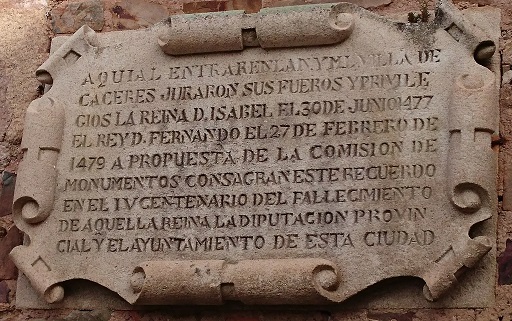 AQUI AL ENTRAR EN LA N Y M L VILLA DE
CACERES JURARON SUS FUEROS Y PRIVILE
GIOS LA REINA D. ISABEL EL 30 DE JUNIO 1477
EL REY D. FERNANDO EL 27 DE FEBRERO DE
1479 A PROPUESTA DE LA COMISION DE
MONUMENTOS CONSAGRAN ESTE RECUERDO
EN EL IV CENTENARIO DEL FALLECIMIENTO
DE AQUELLA REINA LA DIPUTACION PROVIN
CIAL Y EL AYUNTAMIENTO DE ESTA CIUDAD